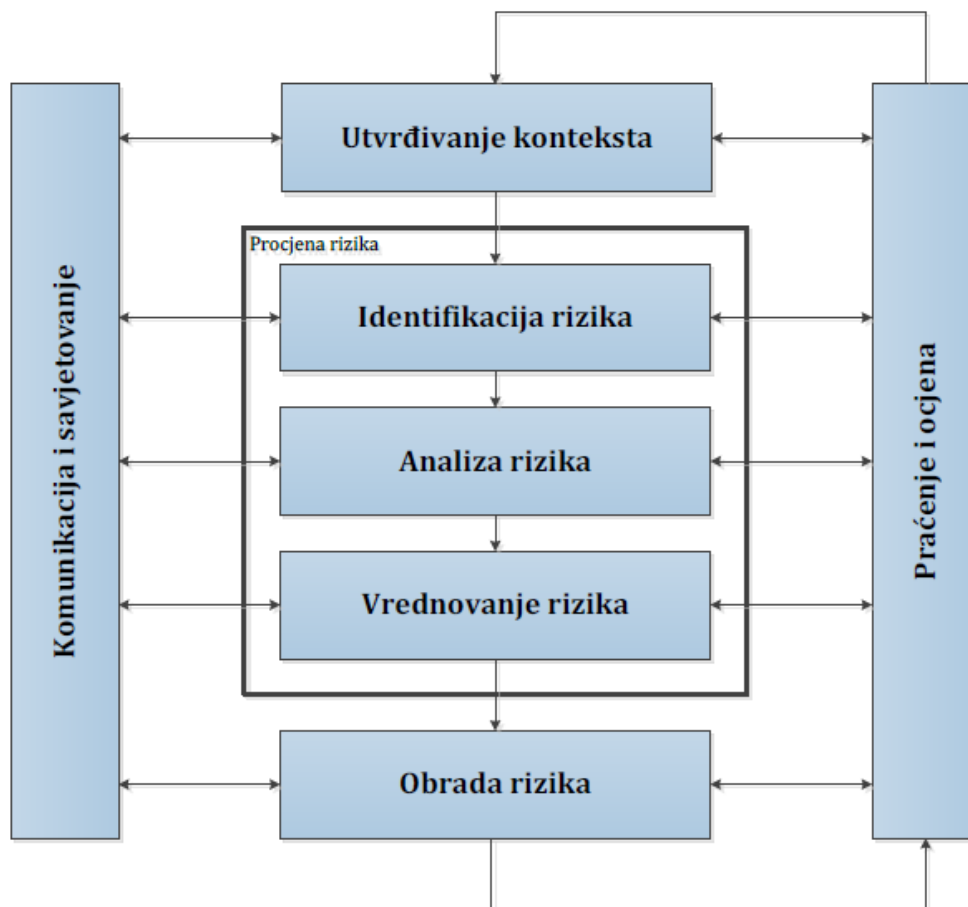 Utvrđivanje konteksta
Procjena rizika
Identifikacija rizika
Analiza rizika
Vrednovanje rizika
Obrada rizika
Komunikacija i savjetovanje
Praćenje i ocjena